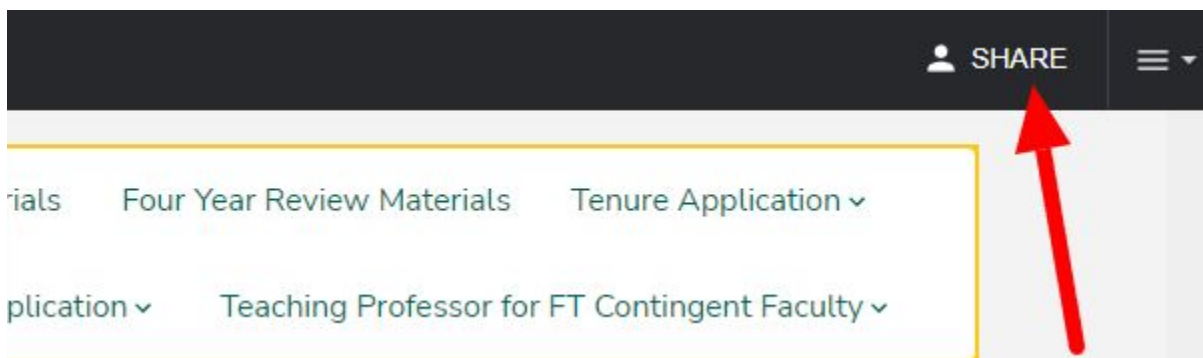 SHARE
rials Four Year Review Materials Tenure Application
plication Teaching Professor for FT Contingent Faculty